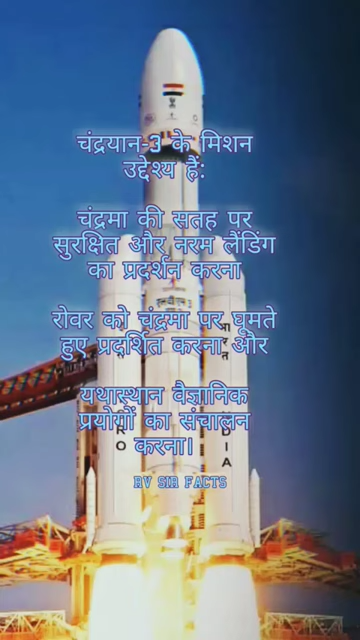 चंद्रयान-3 के मिशन
उद्देश्य हैं:
चंद्रमा की सतह पर
सुरक्षित और नरम लैंडिंग
का प्रदर्शन करना
रोवर को चंद्रमा पर घूमते
हुए प्रदर्शित करना और
यथास्थान वैज्ञानिक
प्रयोगों का संचालन
करना।
RV SIR FACTS